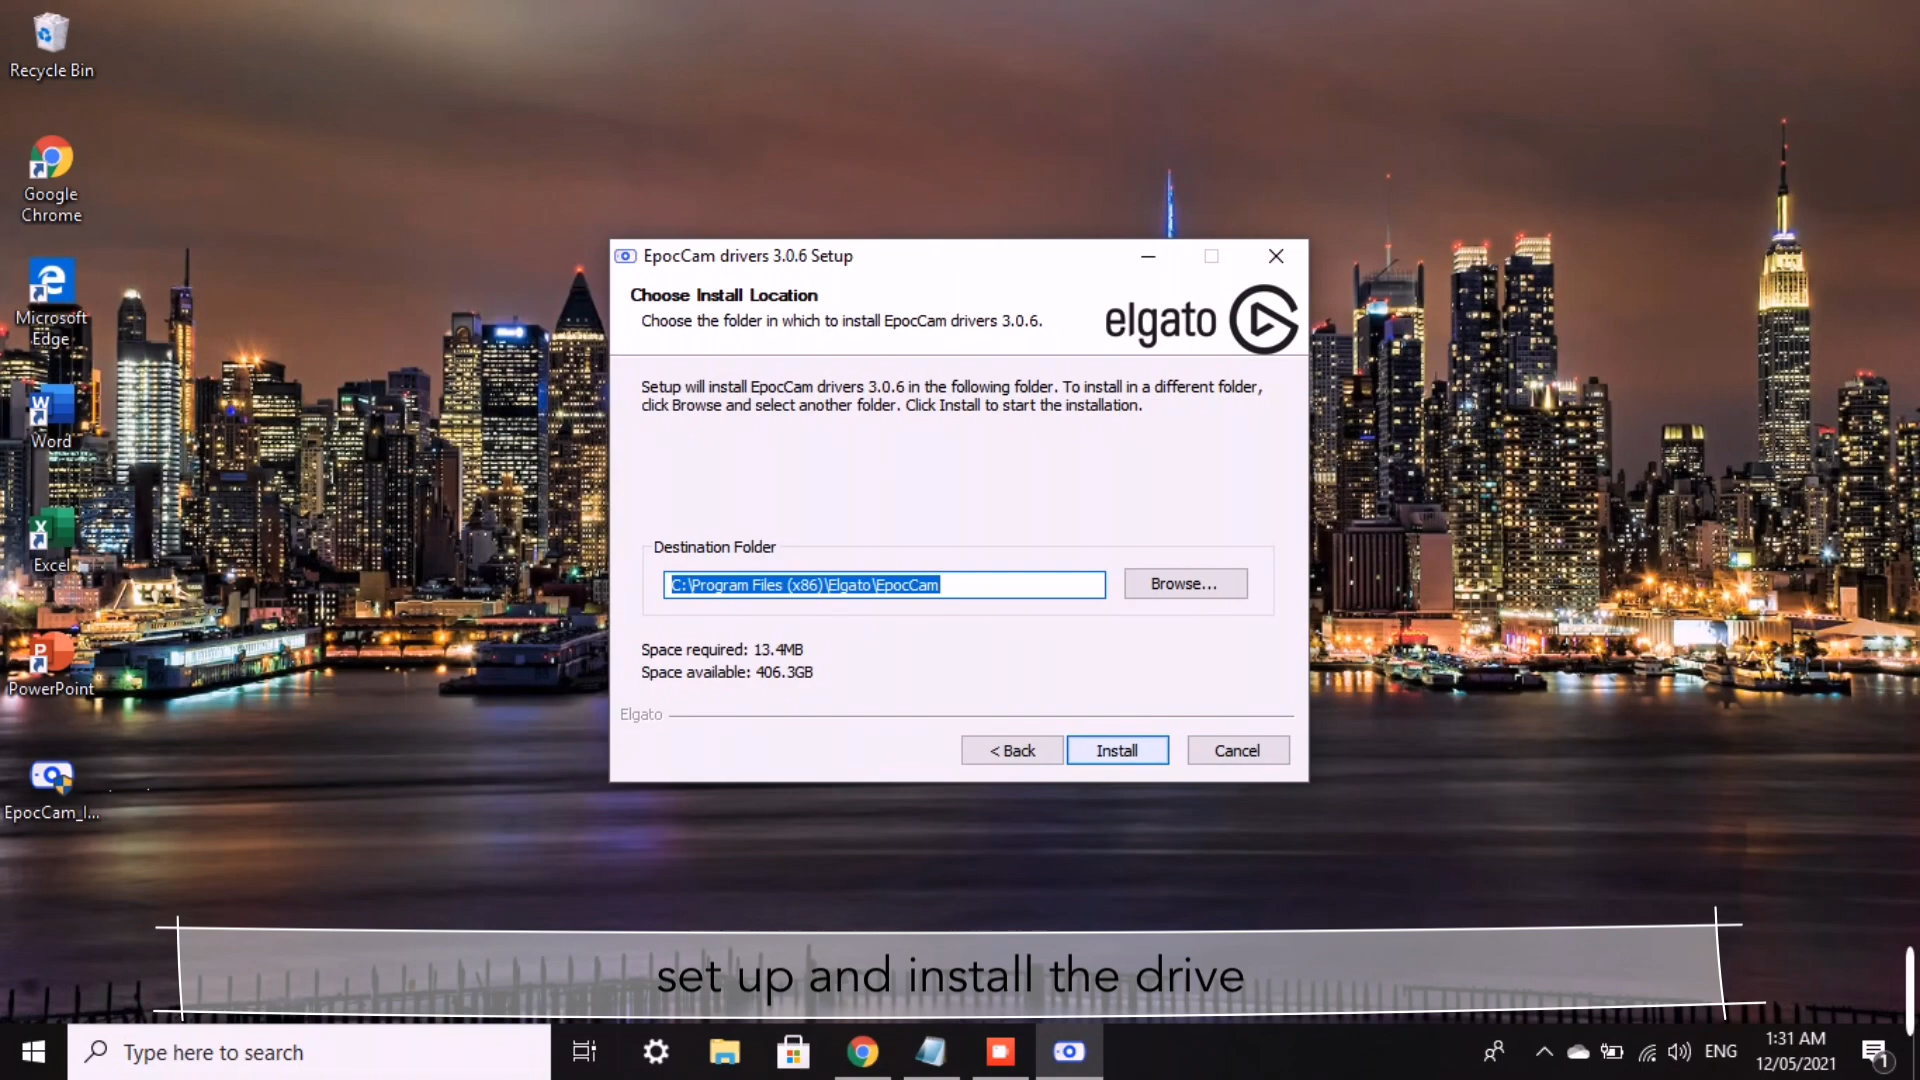 Recycle Bin
Google
Chrome
Microsoft
Edge
Word
Excel
PowerPoint
EpocCam_I...
EpocCam drivers 3.0.6 Setup
Choose Install Location
Choose the folder in which to install EpocCam drivers 3.0.6.
elgato
Setup will install EpocCam drivers 3.0.6 in the following folder. To install in a different folder,
click Browse and select another folder. Click Install to start the installation.
Destination Folder
C:\Program Files (x86)\Elgato\EpocCam
Browse...
Space required: 13.4MB
Space available: 406.3GB
Elgato
< Back
Install
Cancel
set up and install the drive
Type here to search
ENG
1:31 AM
12/05/2021
1